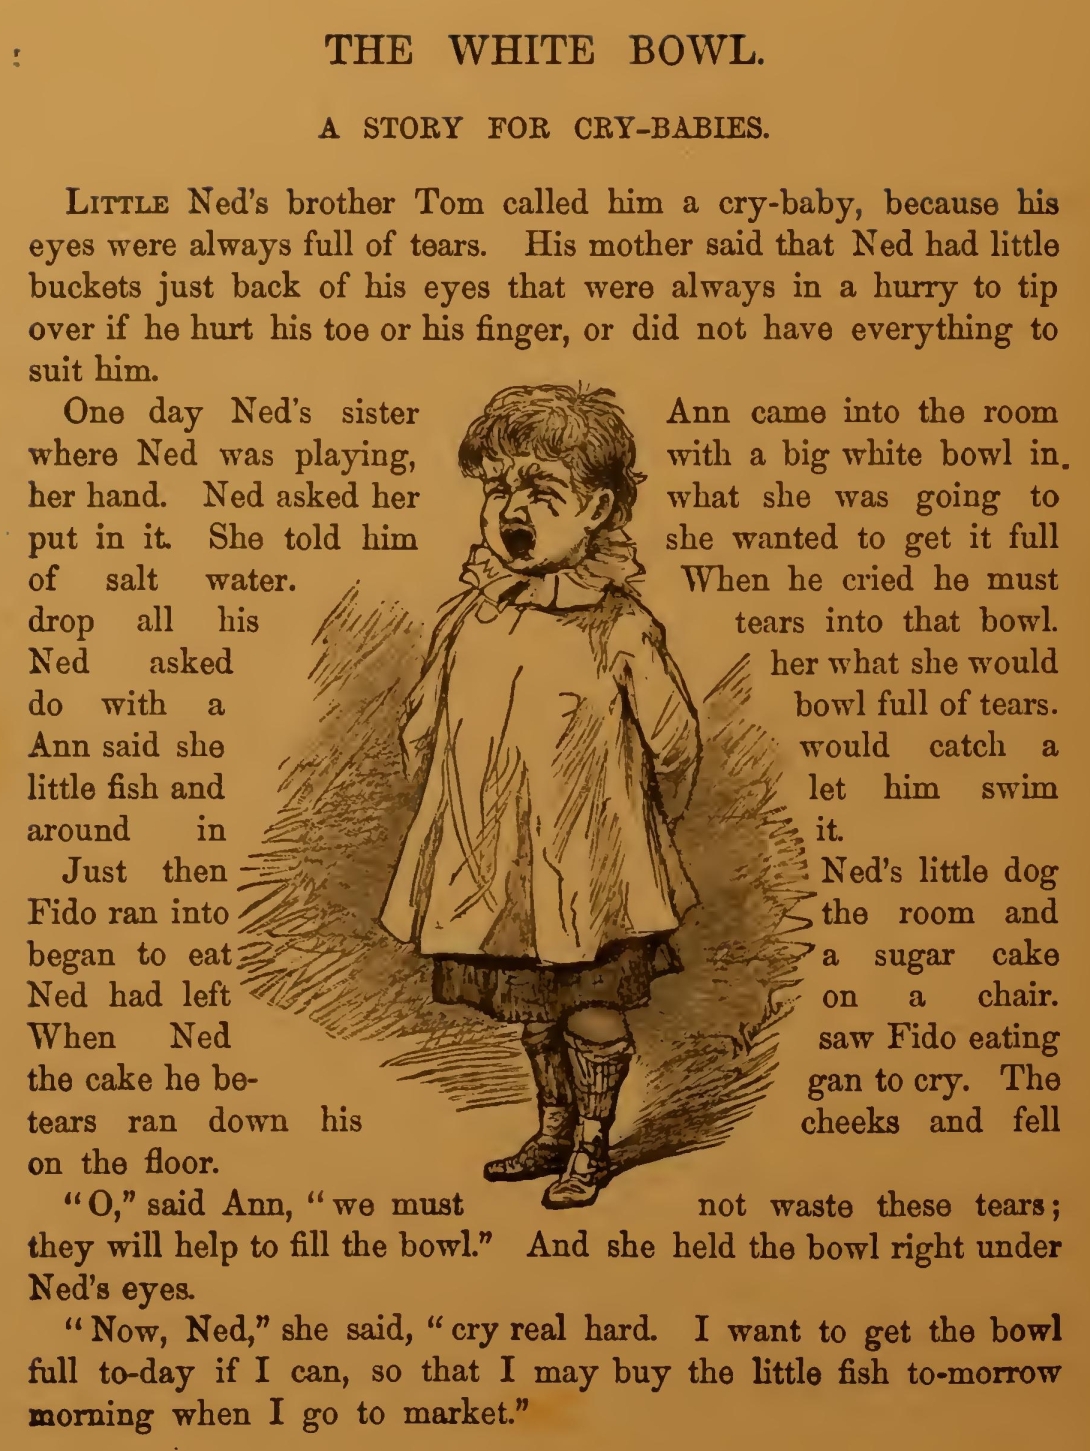 THE WHITE BOWL.
A STORY FOR CRY-BABIES.
LITTLE Ned's brother Tom called him a cry-baby, because his
eyes were always full of tears. His mother said that Ned had little
buckets just back of his eyes that were always in a hurry to tip
over if he hurt his toe or his finger, or did not have everything to
suit him.
One day Ned's sister Ann came into the room
where Ned was playing, with a big white bowl in
her hand. Ned asked her what she was going to
put in it. She told him she wanted to get it full
of salt water. When he cried he must
drop all his tears into that bowl.
Ned asked her what she would
do with a bowl full of tears.
Ann said she would catch a
little fish and let him swim
around in it.
Just then Ned's little dog
Fido ran into the room and
began to eat a sugar cake
Ned had left on a chair.
When Ned saw Fido eating
the cake he be- gan to cry. The
tears ran down his cheeks and fell
on the floor.
"O," said Ann, "we must not waste these tears;
they will help to fill the bowl." And she held the bowl right under
Ned's eyes.
"Now, Ned," she said, "cry real hard. I want to get the bowl
full to-day if I can, so that I may buy the little fish to-morrow
morning when I go to market."